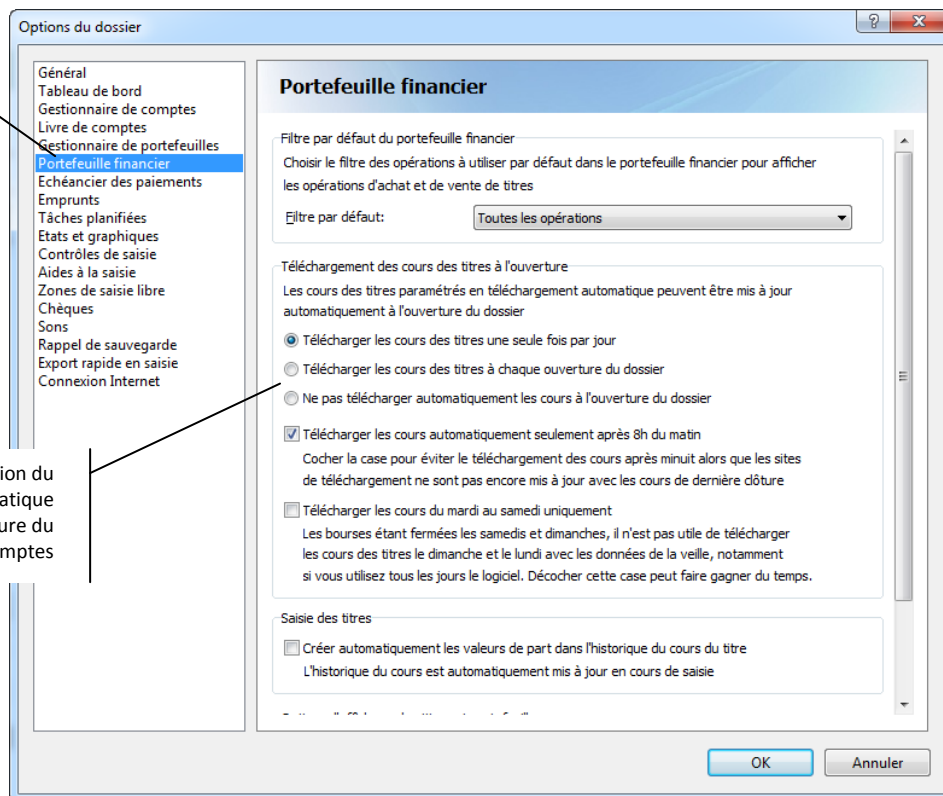 Options du dossier
Général
Tableau de bord
Gestionnaire de comptes
Livre de comptes
Gestionnaire de portefeuilles
Portefeuille financier
Echéancier des paiements
Emprunts
Tâches planifiées
Etats et graphiques
Contrôles de saisie
Aides à la saisie
Zones de saisie libre
Chèques
Sons
Rappel de sauvegarde
Export rapide en saisie
Connexion Internet
ion du
atique
ure du
mptes
Portefeuille financier
Filtre par défaut du portefeuille financier
Choisir le filtre des opérations à utiliser par défaut dans le portefeuille financier pour afficher
les opérations d'achat et de vente de titres
Filtre par défaut: Toutes les opérations
Téléchargement des cours des titres à l'ouverture
Les cours des titres paramétrés en téléchargement automatique peuvent être mis à jour
automatiquement à l'ouverture du dossier
Télécharger les cours des titres une seule fois par jour
Télécharger les cours des titres à chaque ouverture du dossier
Ne pas télécharger automatiquement les cours à l'ouverture du dossier
Télécharger les cours automatiquement seulement après 8h du matin
Cocher la case pour éviter le téléchargement des cours après minuit alors que les sites
de téléchargement ne sont pas encore mis à jour avec les cours de dernière clôture
Télécharger les cours du mardi au samedi uniquement
Les bourses étant fermées les samedis et dimanches, il n'est pas utile de télécharger
les cours des titres le dimanche et le lundi avec les données de la veille, notamment
si vous utilisez tous les jours le logiciel. Décocher cette case peut faire gagner du temps.
Saisie des titres
Créer automatiquement les valeurs de part dans l'historique du cours du titre
L'historique du cours est automatiquement mis à jour en cours de saisie
OK
Annuler